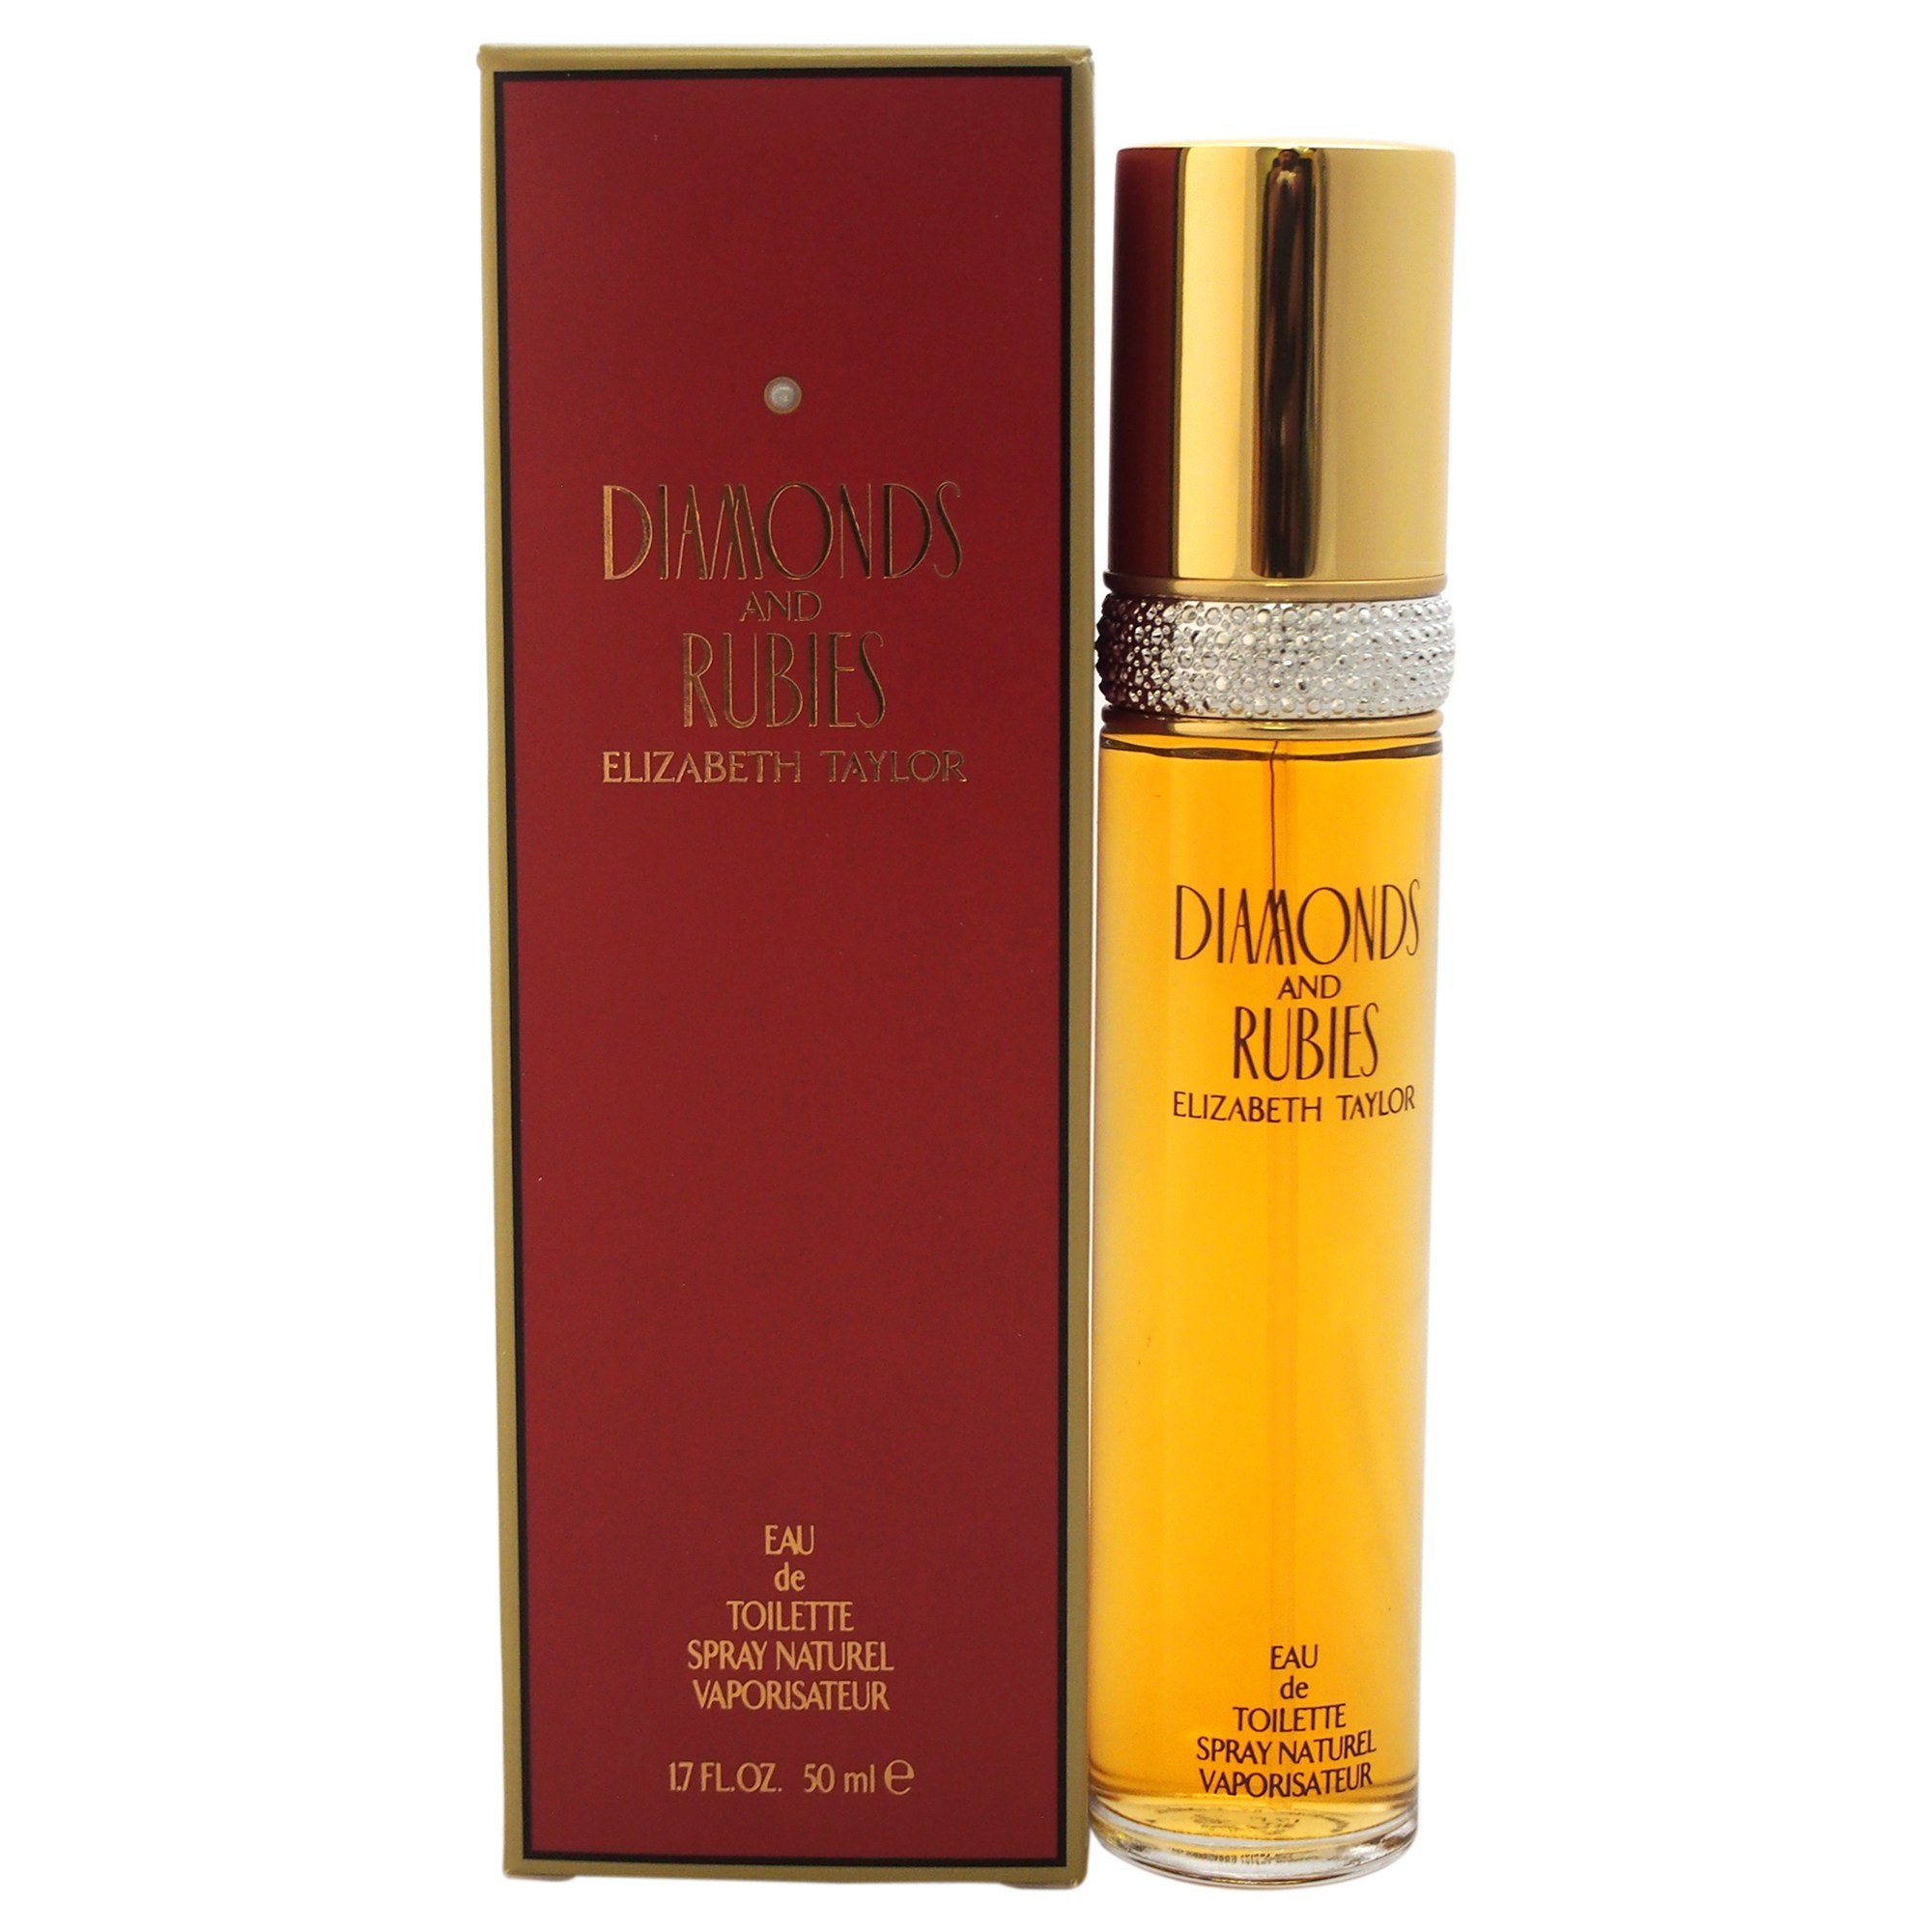 DIAMONDS
AND
RUBIES
ELIZABETH TAYLOR
EAU
de
TOILETTE
SPRAY NATUREL
VAPORISATEUR
1.7 FL.OZ. 50 ml ℮
DIAMONDS
AND
RUBIES
ELIZABETH TAYLOR
EAU
de
TOILETTE
SPRAY NATUREL
VAPORISATEUR